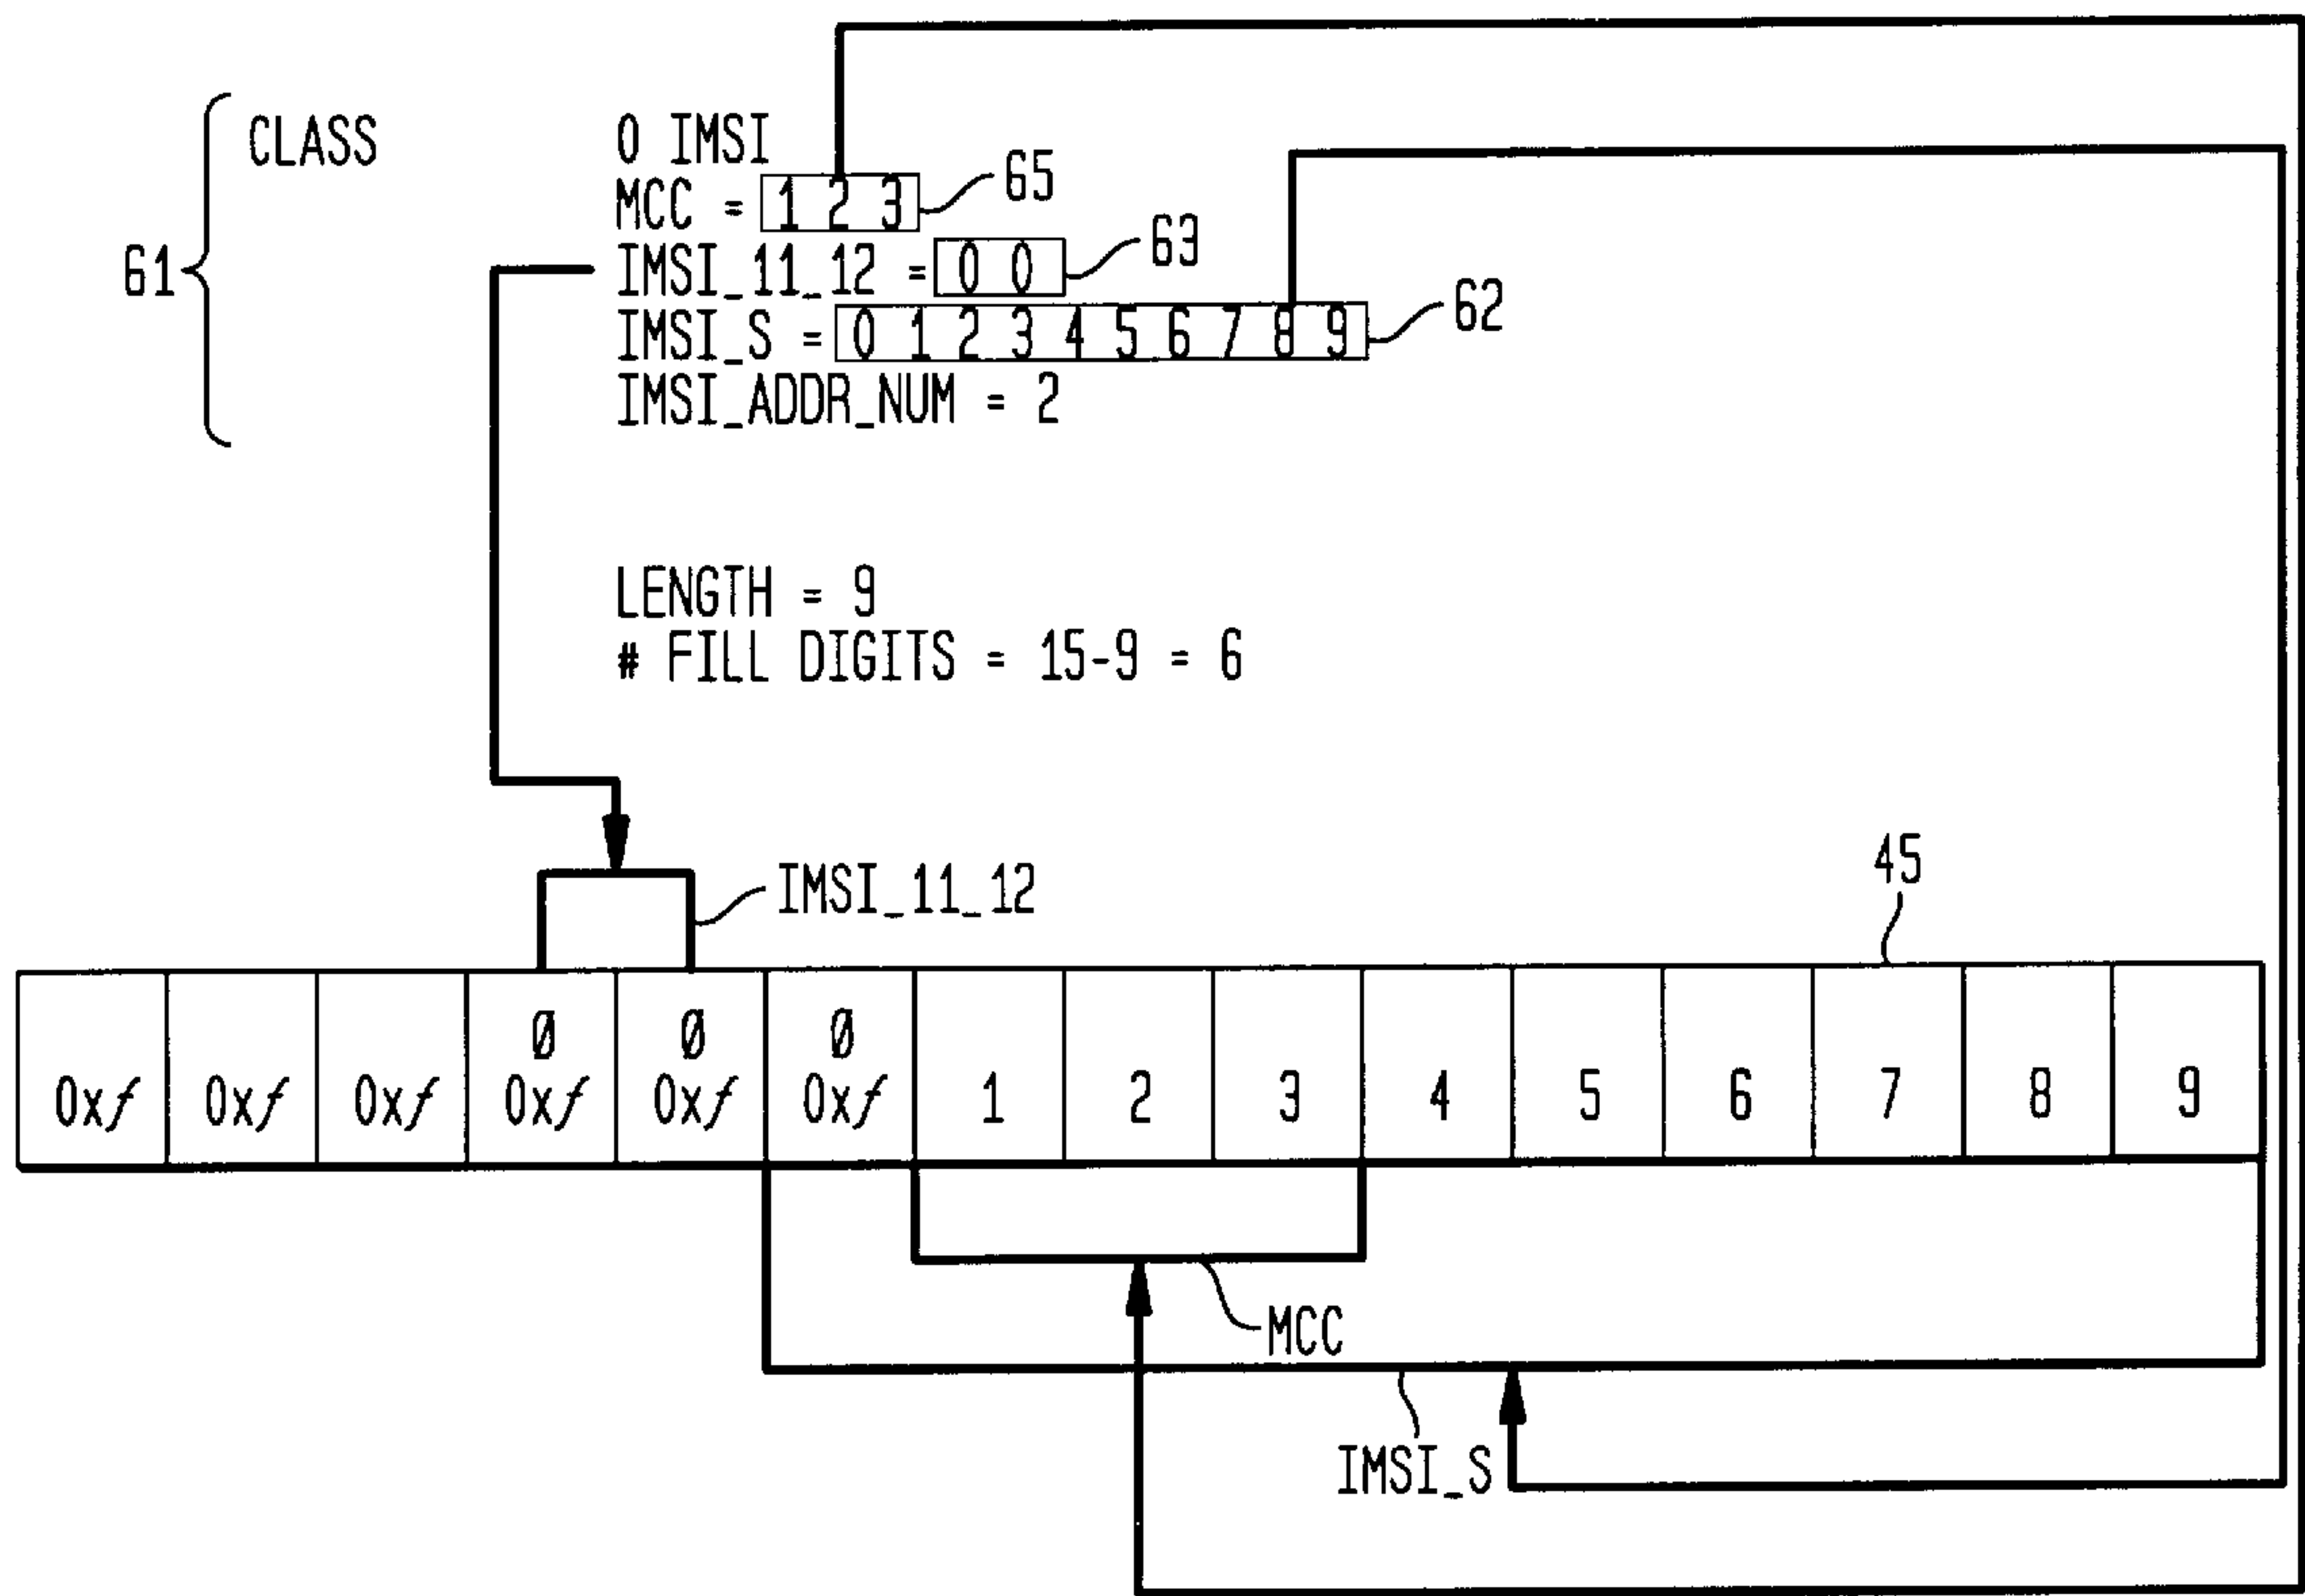 61
CLASS 0 IMSI
MCC = 1 2 3 65
IMSI_11_12 = 0 0 63
IMSI_S = 0 1 2 3 4 5 6 7 8 9 62
IMSI_ADDR_NUM = 2
LENGTH = 9
# FILL DIGITS = 15-9 = 6
IMSI_11_12
45
Ø Ø Ø
0xf 0xf 0xf 0xf 0xf 0xf 1 2 3 4 5 6 7 8 9
MCC
IMSI_S